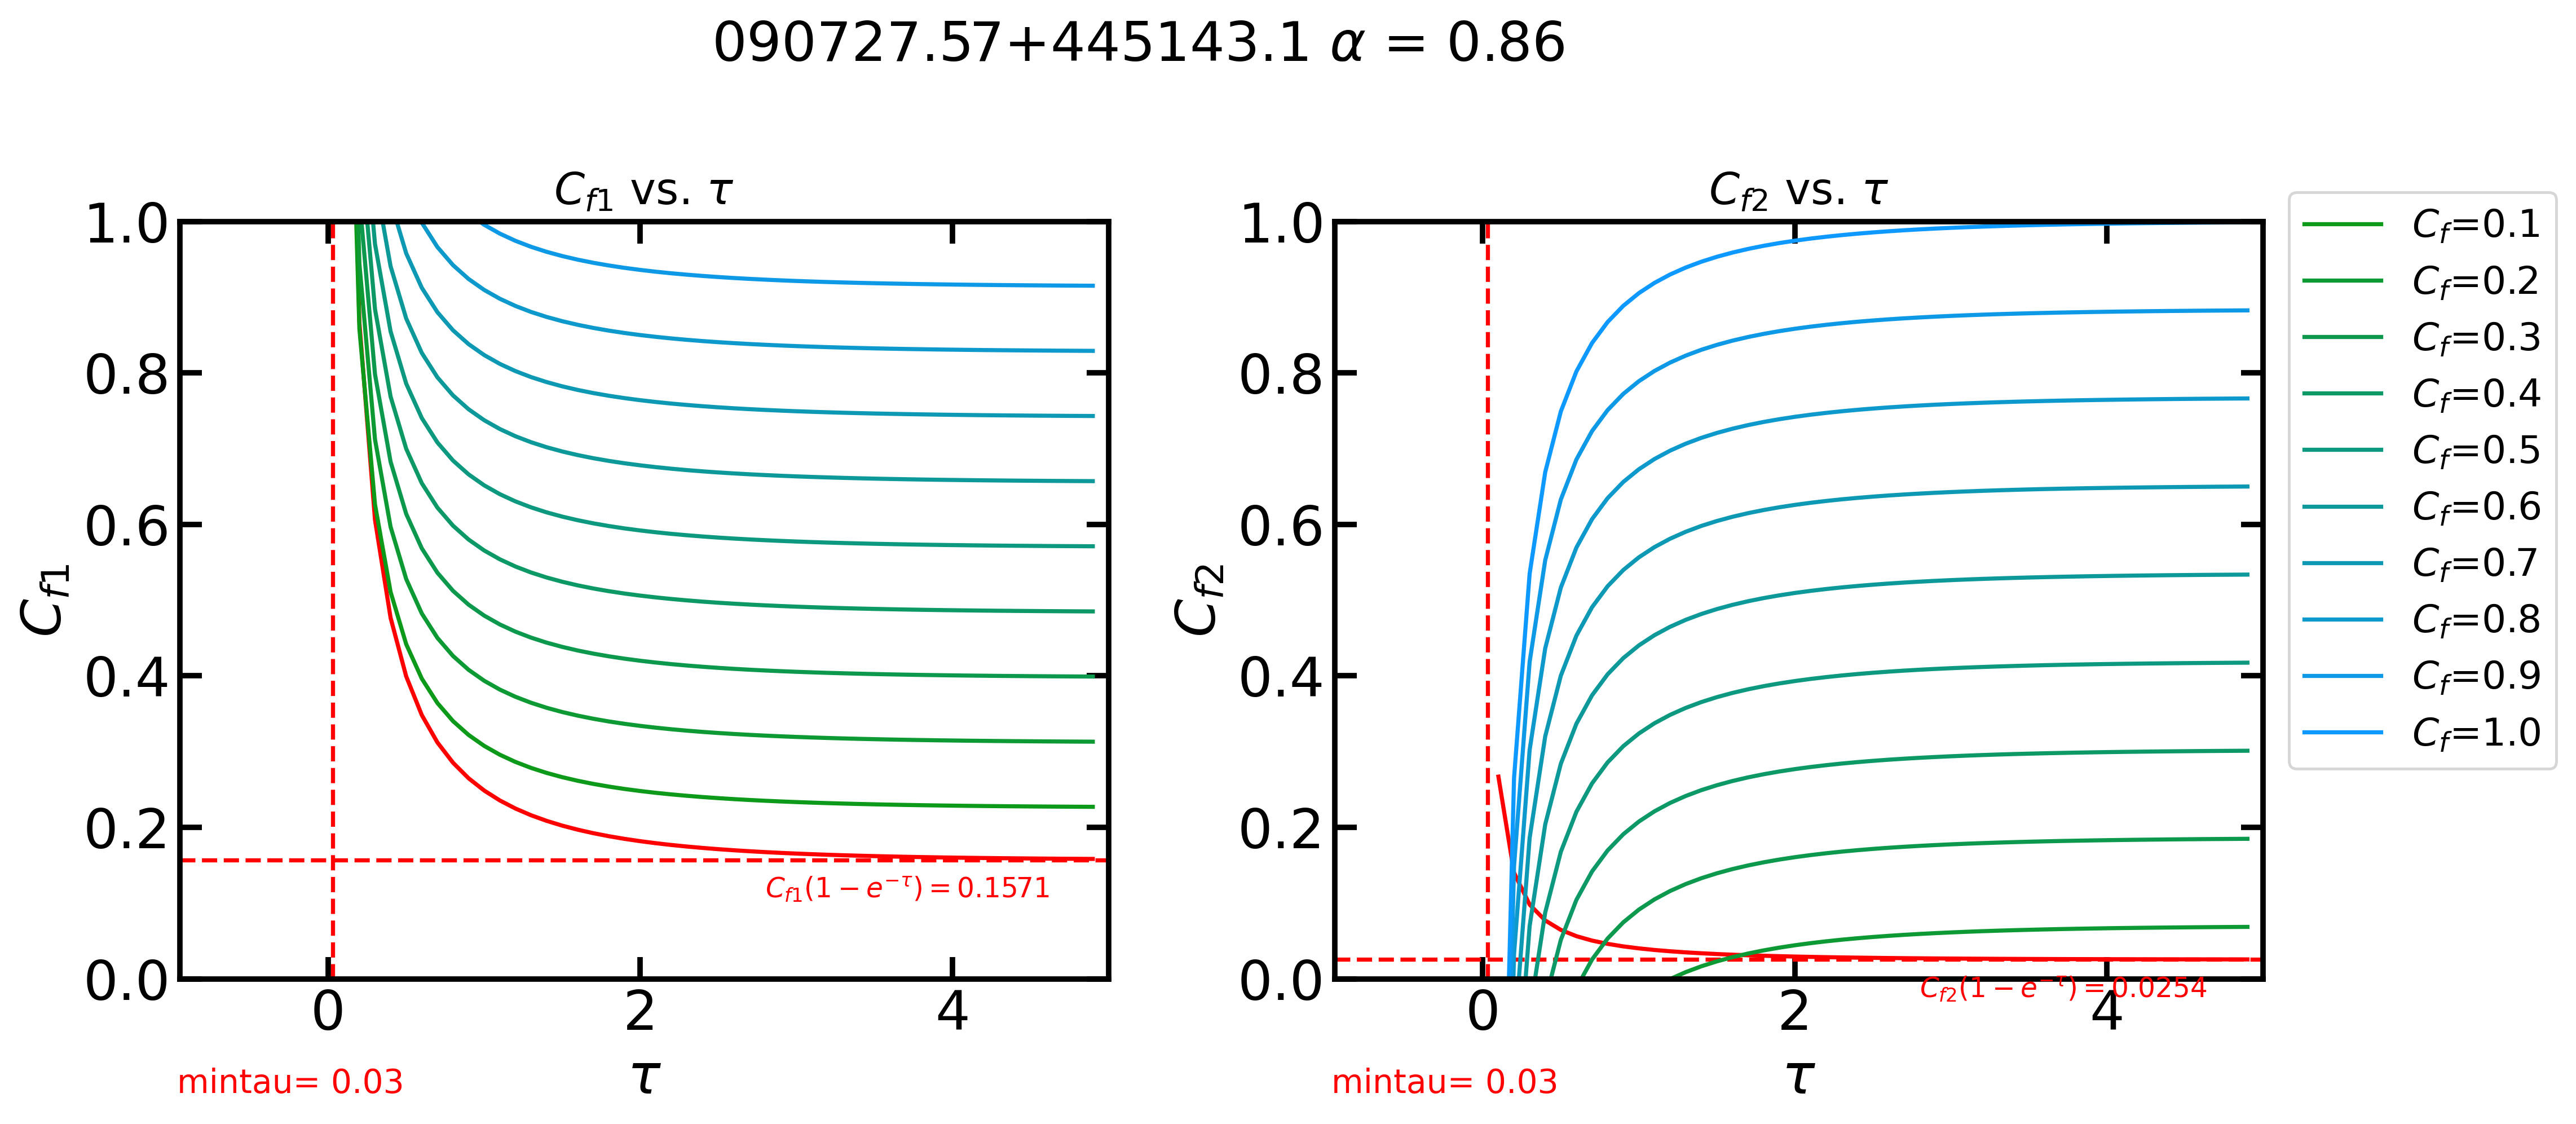 090727.57+445143.1 α = 0.86
C_{f1} vs. τ
1.0
0.8
0.6
0.4
0.2
0.0
C_{f1}
C_{f1}(1 − e^{−τ}) = 0.1571
0 2 4
τ
mintau= 0.03
C_{f2} vs. τ
1.0
0.8
0.6
0.4
0.2
0.0
C_{f2}
C_{f2}(1 − e^{−τ}) = 0.0254
0 2 4
τ
mintau= 0.03
C_f=0.1
C_f=0.2
C_f=0.3
C_f=0.4
C_f=0.5
C_f=0.6
C_f=0.7
C_f=0.8
C_f=0.9
C_f=1.0